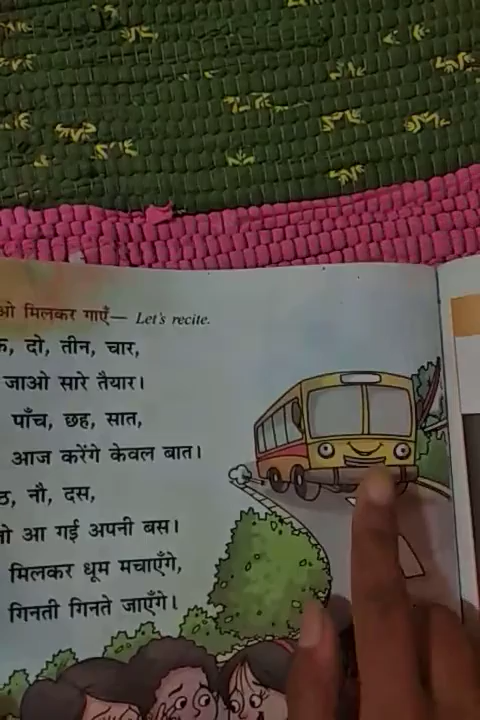 मिलकर गाएँ— Let's recite.
दो, तीन, चार,
जाओ सारे तैयार।
पाँच, छह, सात,
आज करेंगे केवल बात।
नौ, दस,
आ गई अपनी बस।
मिलकर धूम मचाएँगे,
गिनती गिनते जाएँगे।